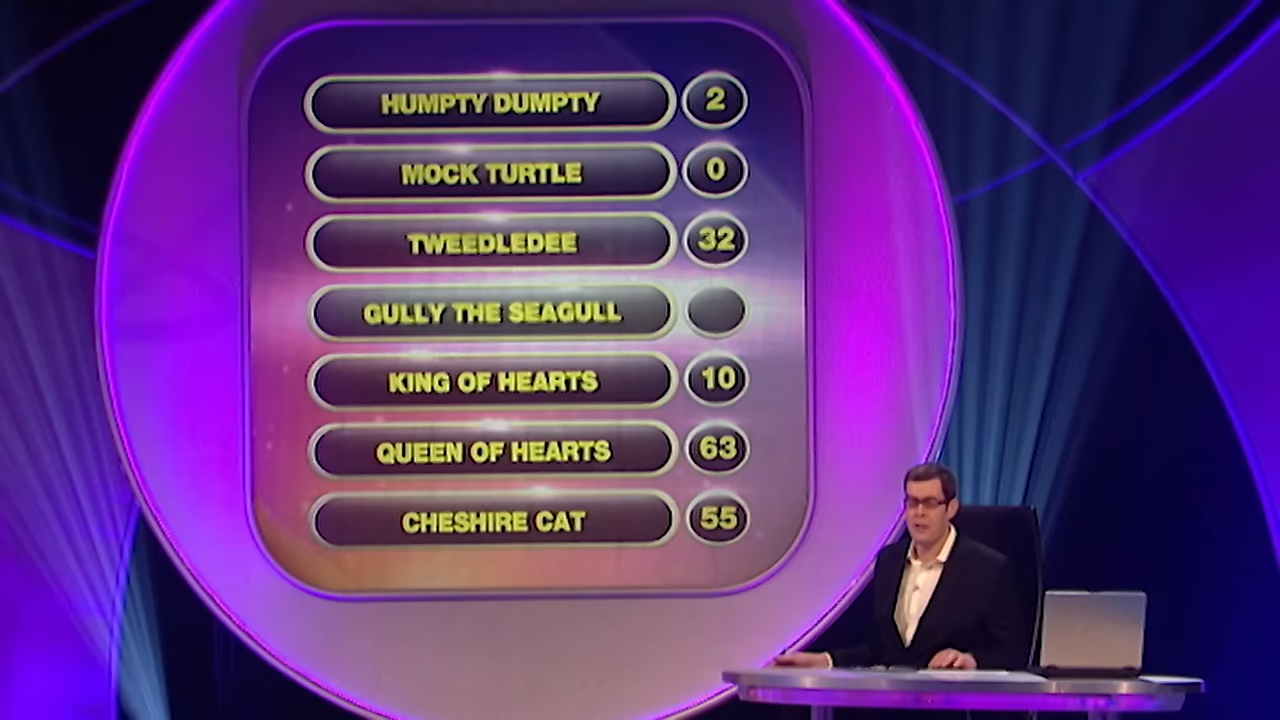 HUMPTY DUMPTY 2
MOCK TURTLE 0
TWEEDLEDEE 32
GULLY THE SEAGULL
KING OF HEARTS 10
QUEEN OF HEARTS 63
CHESHIRE CAT 55